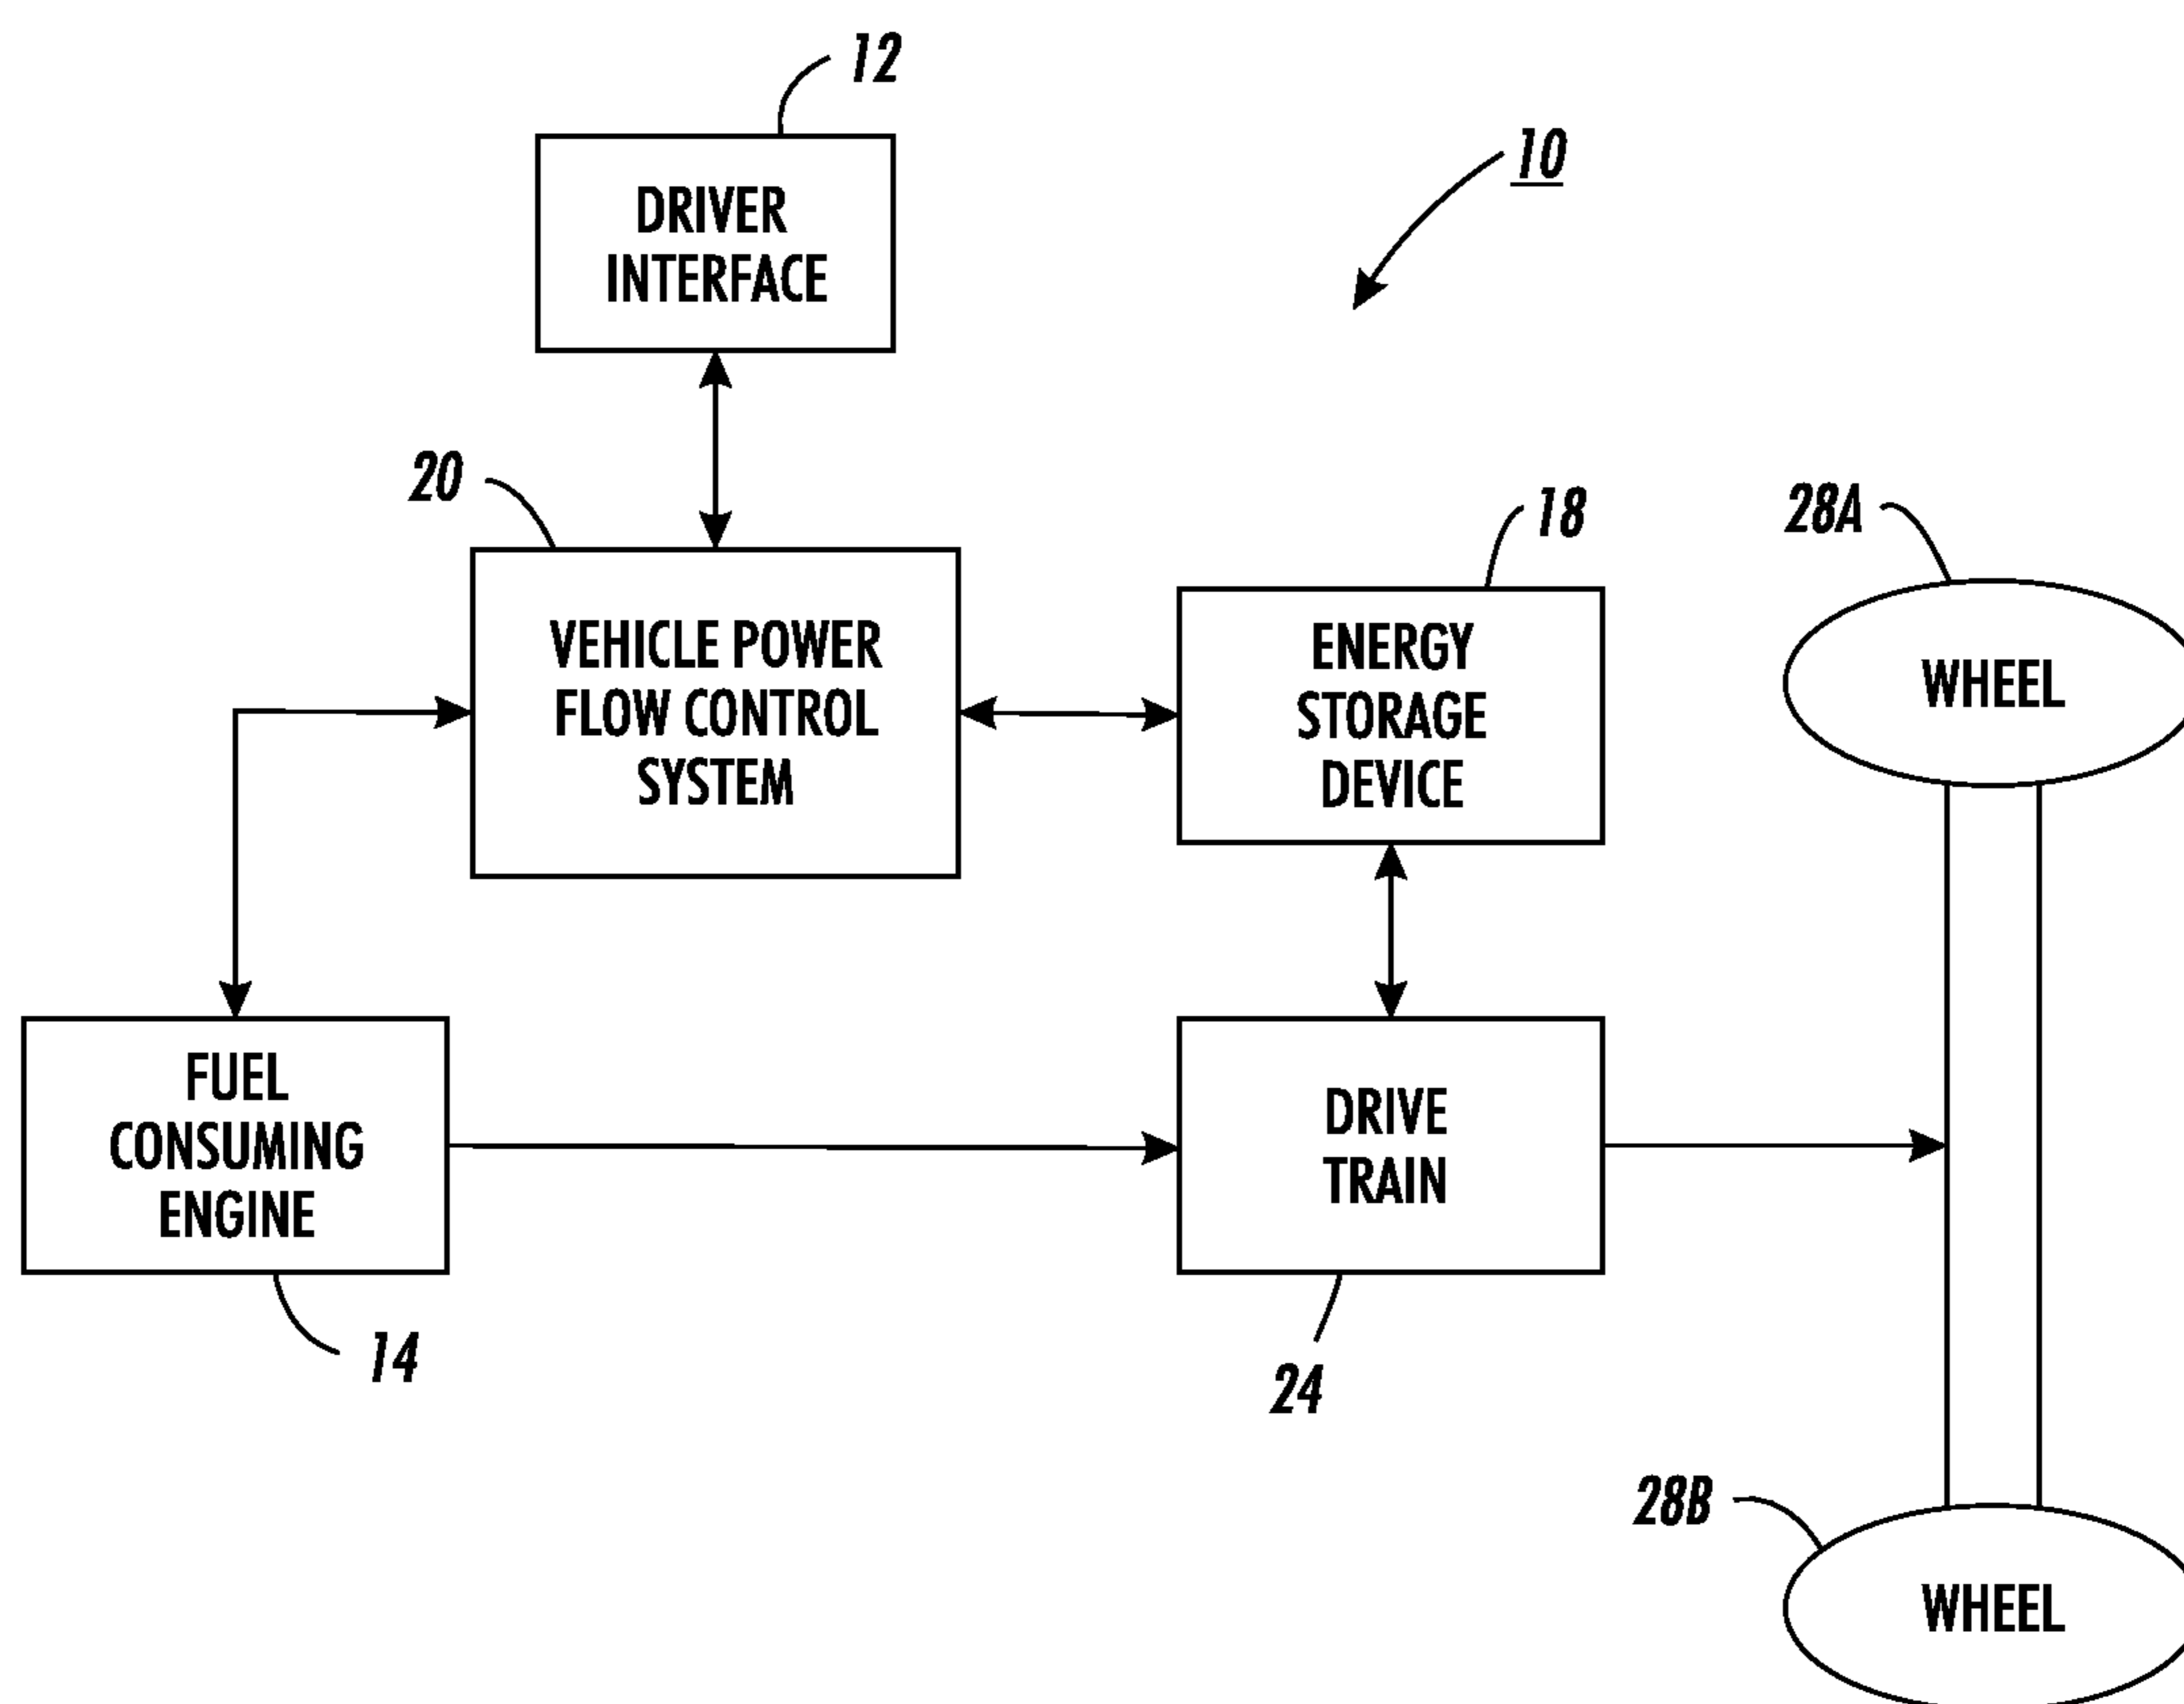 12
10
DRIVER
INTERFACE
20
18
28A
VEHICLE POWER
FLOW CONTROL
SYSTEM
ENERGY
STORAGE
DEVICE
WHEEL
FUEL
CONSUMING
ENGINE
DRIVE
TRAIN
14
24
28B
WHEEL